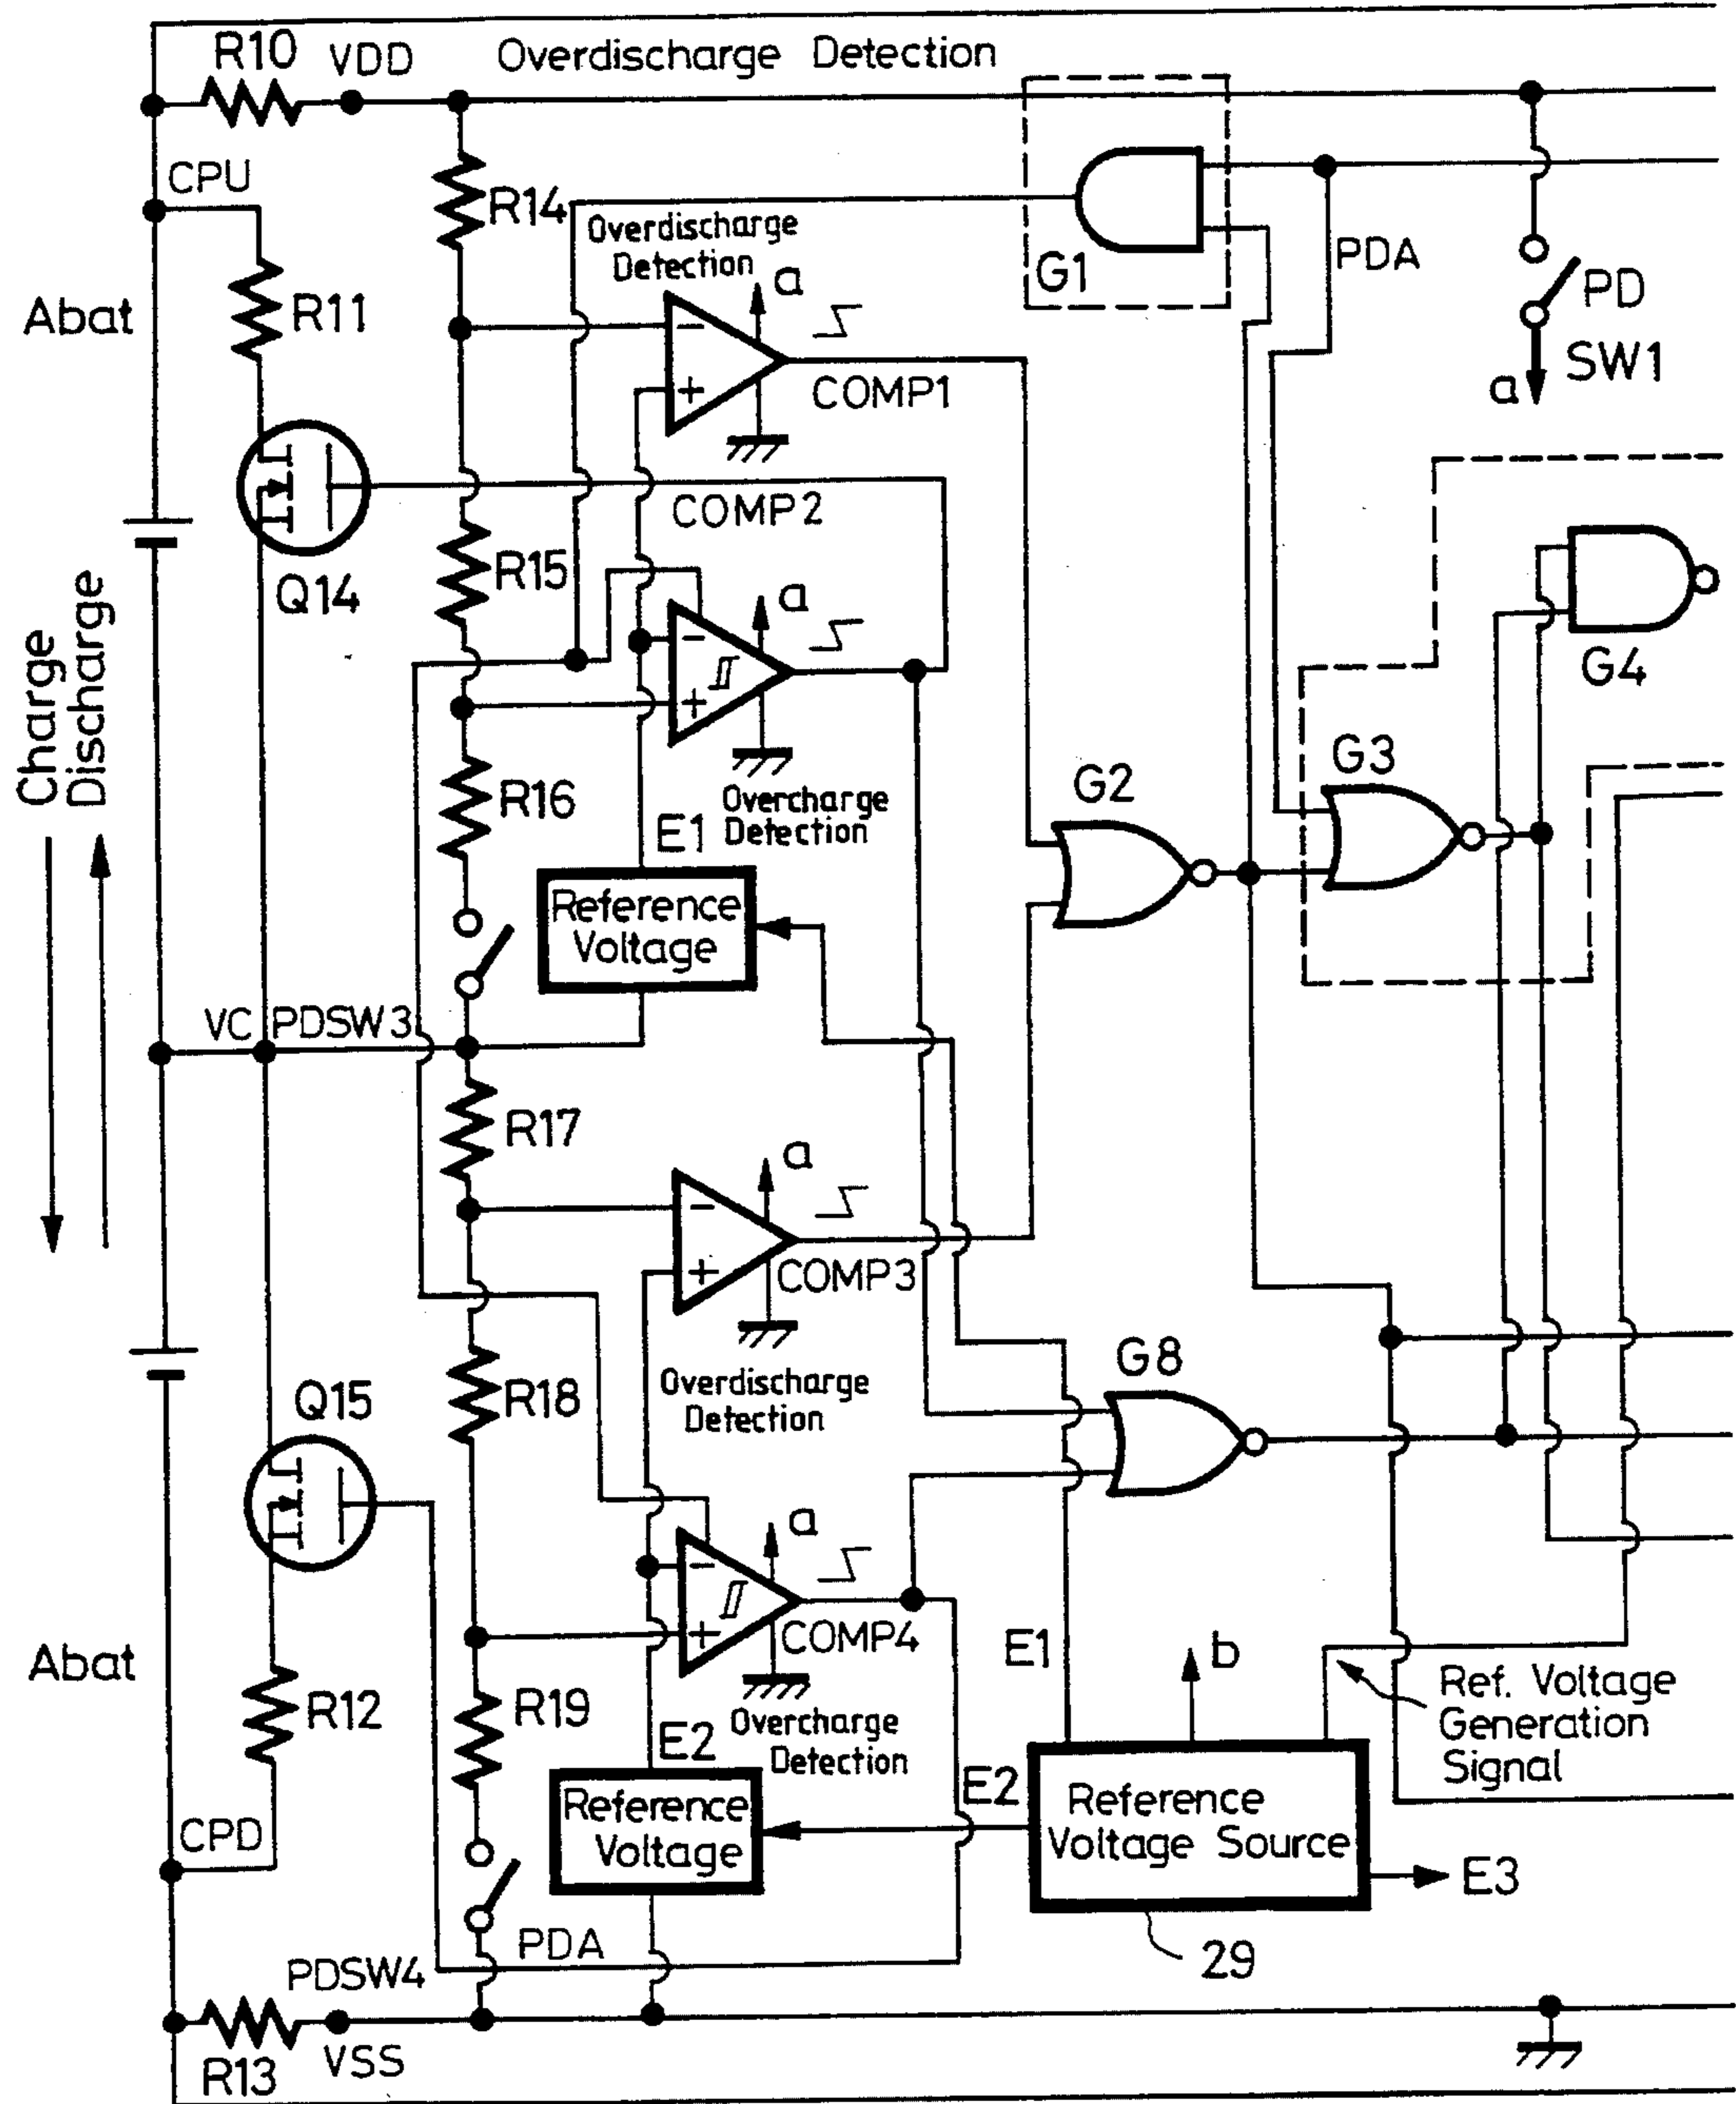 R10
VDD
Overdischarge Detection
CPU
R14
Overdischarge
Detection
a
G1
PDA
PD
SW1
a
Abat
R11
−
+
COMP1
COMP2
Q14
R15
a
−
+
G4
Charge
Discharge
R16
Overcharge
Detection
E1
G2
G3
Reference
Voltage
VC
PDSW3
R17
a
−
+
COMP3
Overdischarge
Detection
R18
G8
Q15
a
−
+
COMP4
Abat
R12
R19
Overcharge
Detection
E1
b
Ref. Voltage
Generation
Signal
E2
Reference
Voltage
E2
Reference
Voltage Source
E3
CPD
PDA
29
PDSW4
R13
VSS